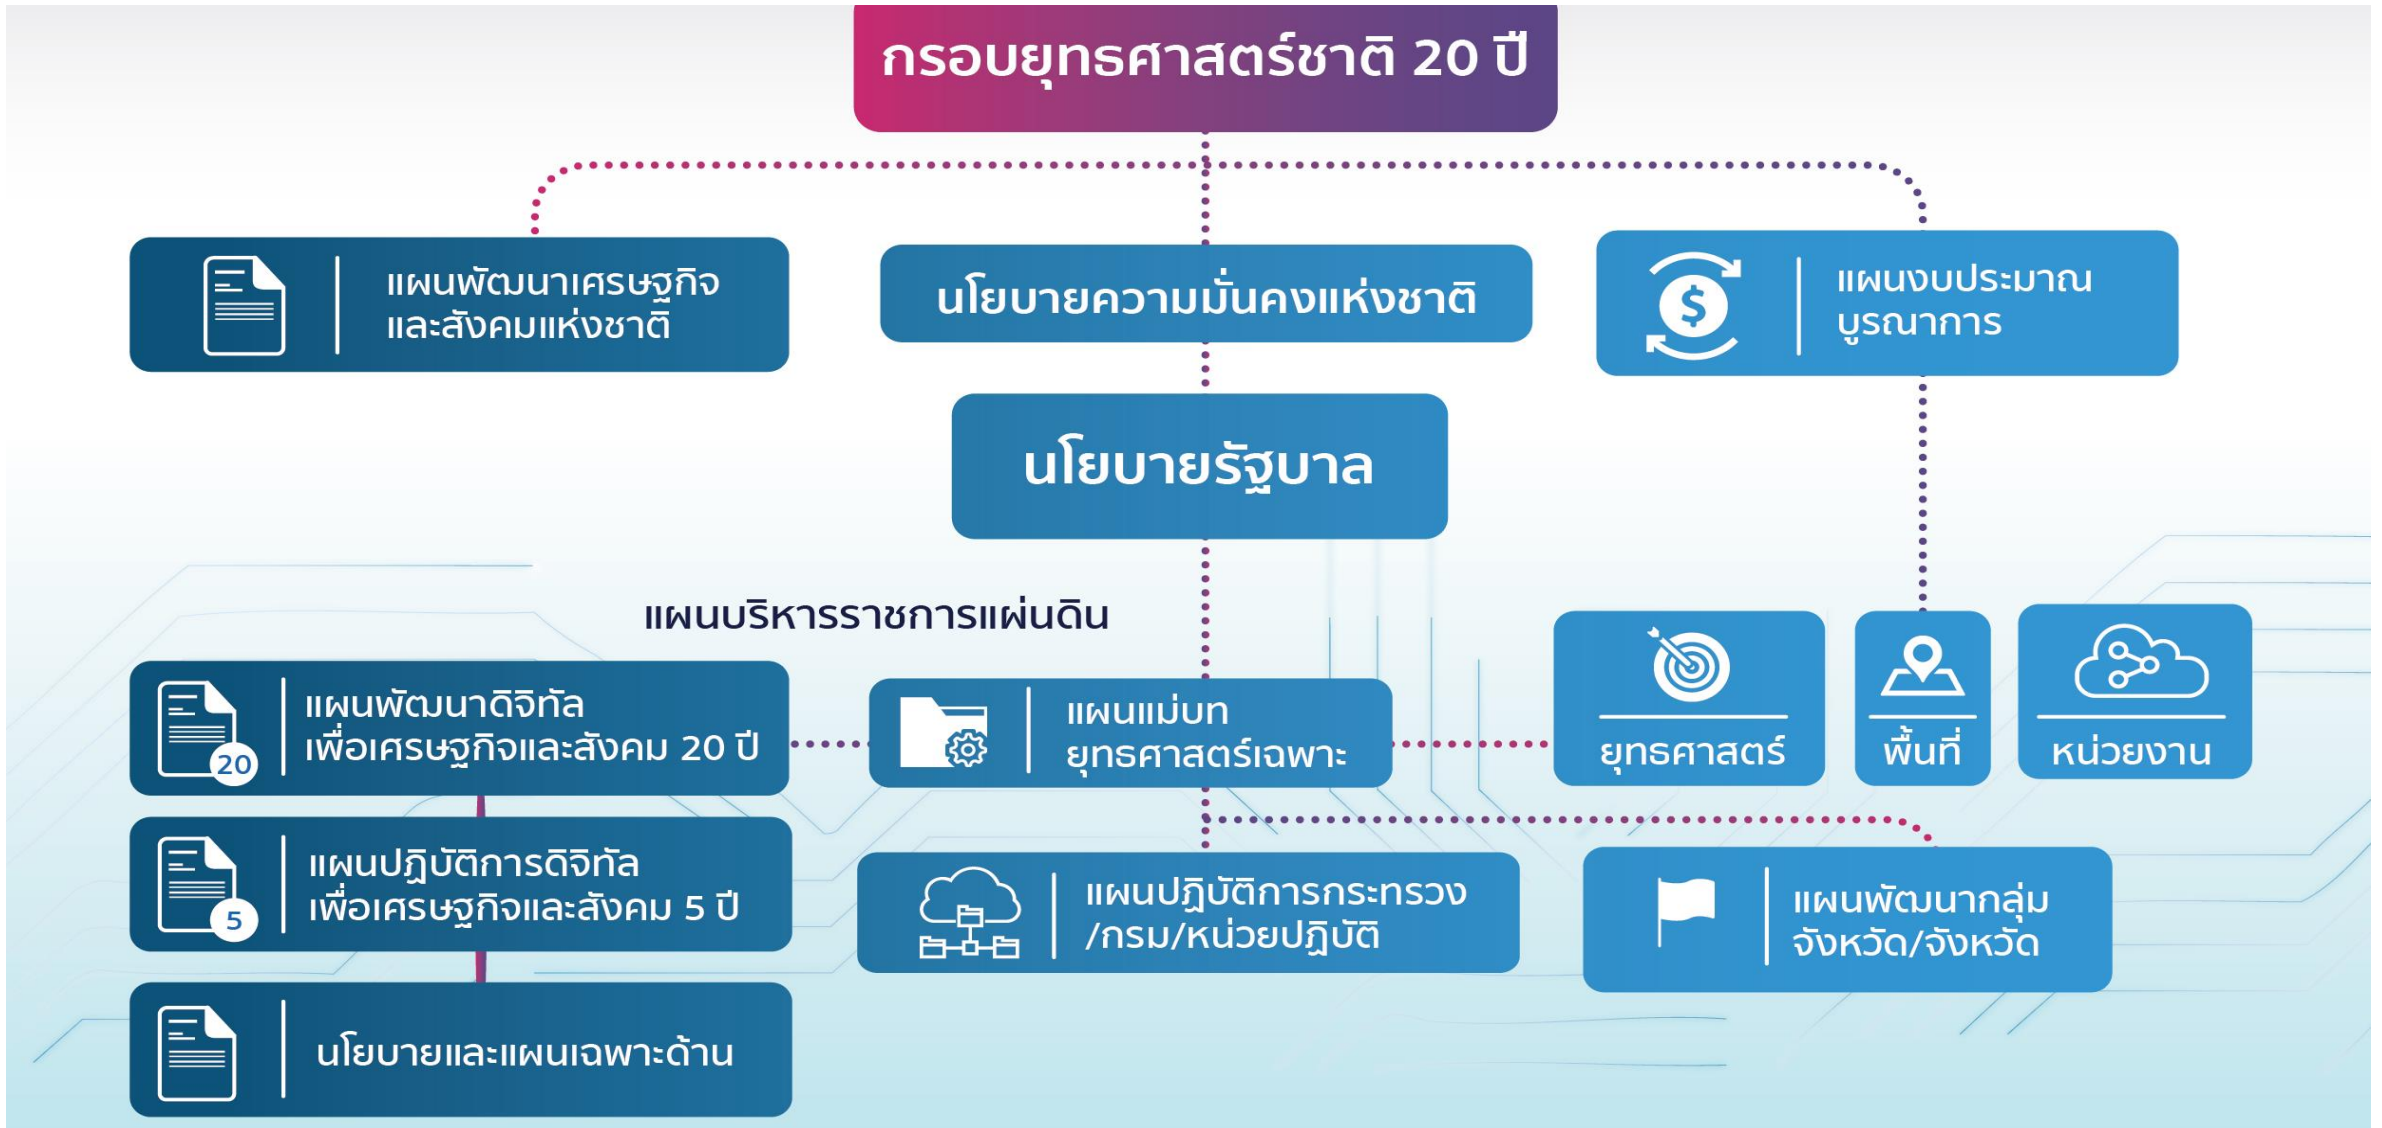 กรอบยุทธศาสตร์ชาติ 20 ปี
แผนพัฒนาเศรษฐกิจ
และสังคมแห่งชาติ
นโยบายความมั่นคงแห่งชาติ
แผนงบประมาณ
บูรณาการ
นโยบายรัฐบาล
แผนบริหารราชการแผ่นดิน
20
แผนพัฒนาดิจิทัล
เพื่อเศรษฐกิจและสังคม 20 ปี
แผนแม่บท
ยุทธศาสตร์เฉพาะ
ยุทธศาสตร์
พื้นที่
หน่วยงาน
5
แผนปฏิบัติการดิจิทัล
เพื่อเศรษฐกิจและสังคม 5 ปี
แผนปฏิบัติการกระทรวง
/กรม/หน่วยปฏิบัติ
แผนพัฒนากลุ่ม
จังหวัด/จังหวัด
นโยบายและแผนเฉพาะด้าน